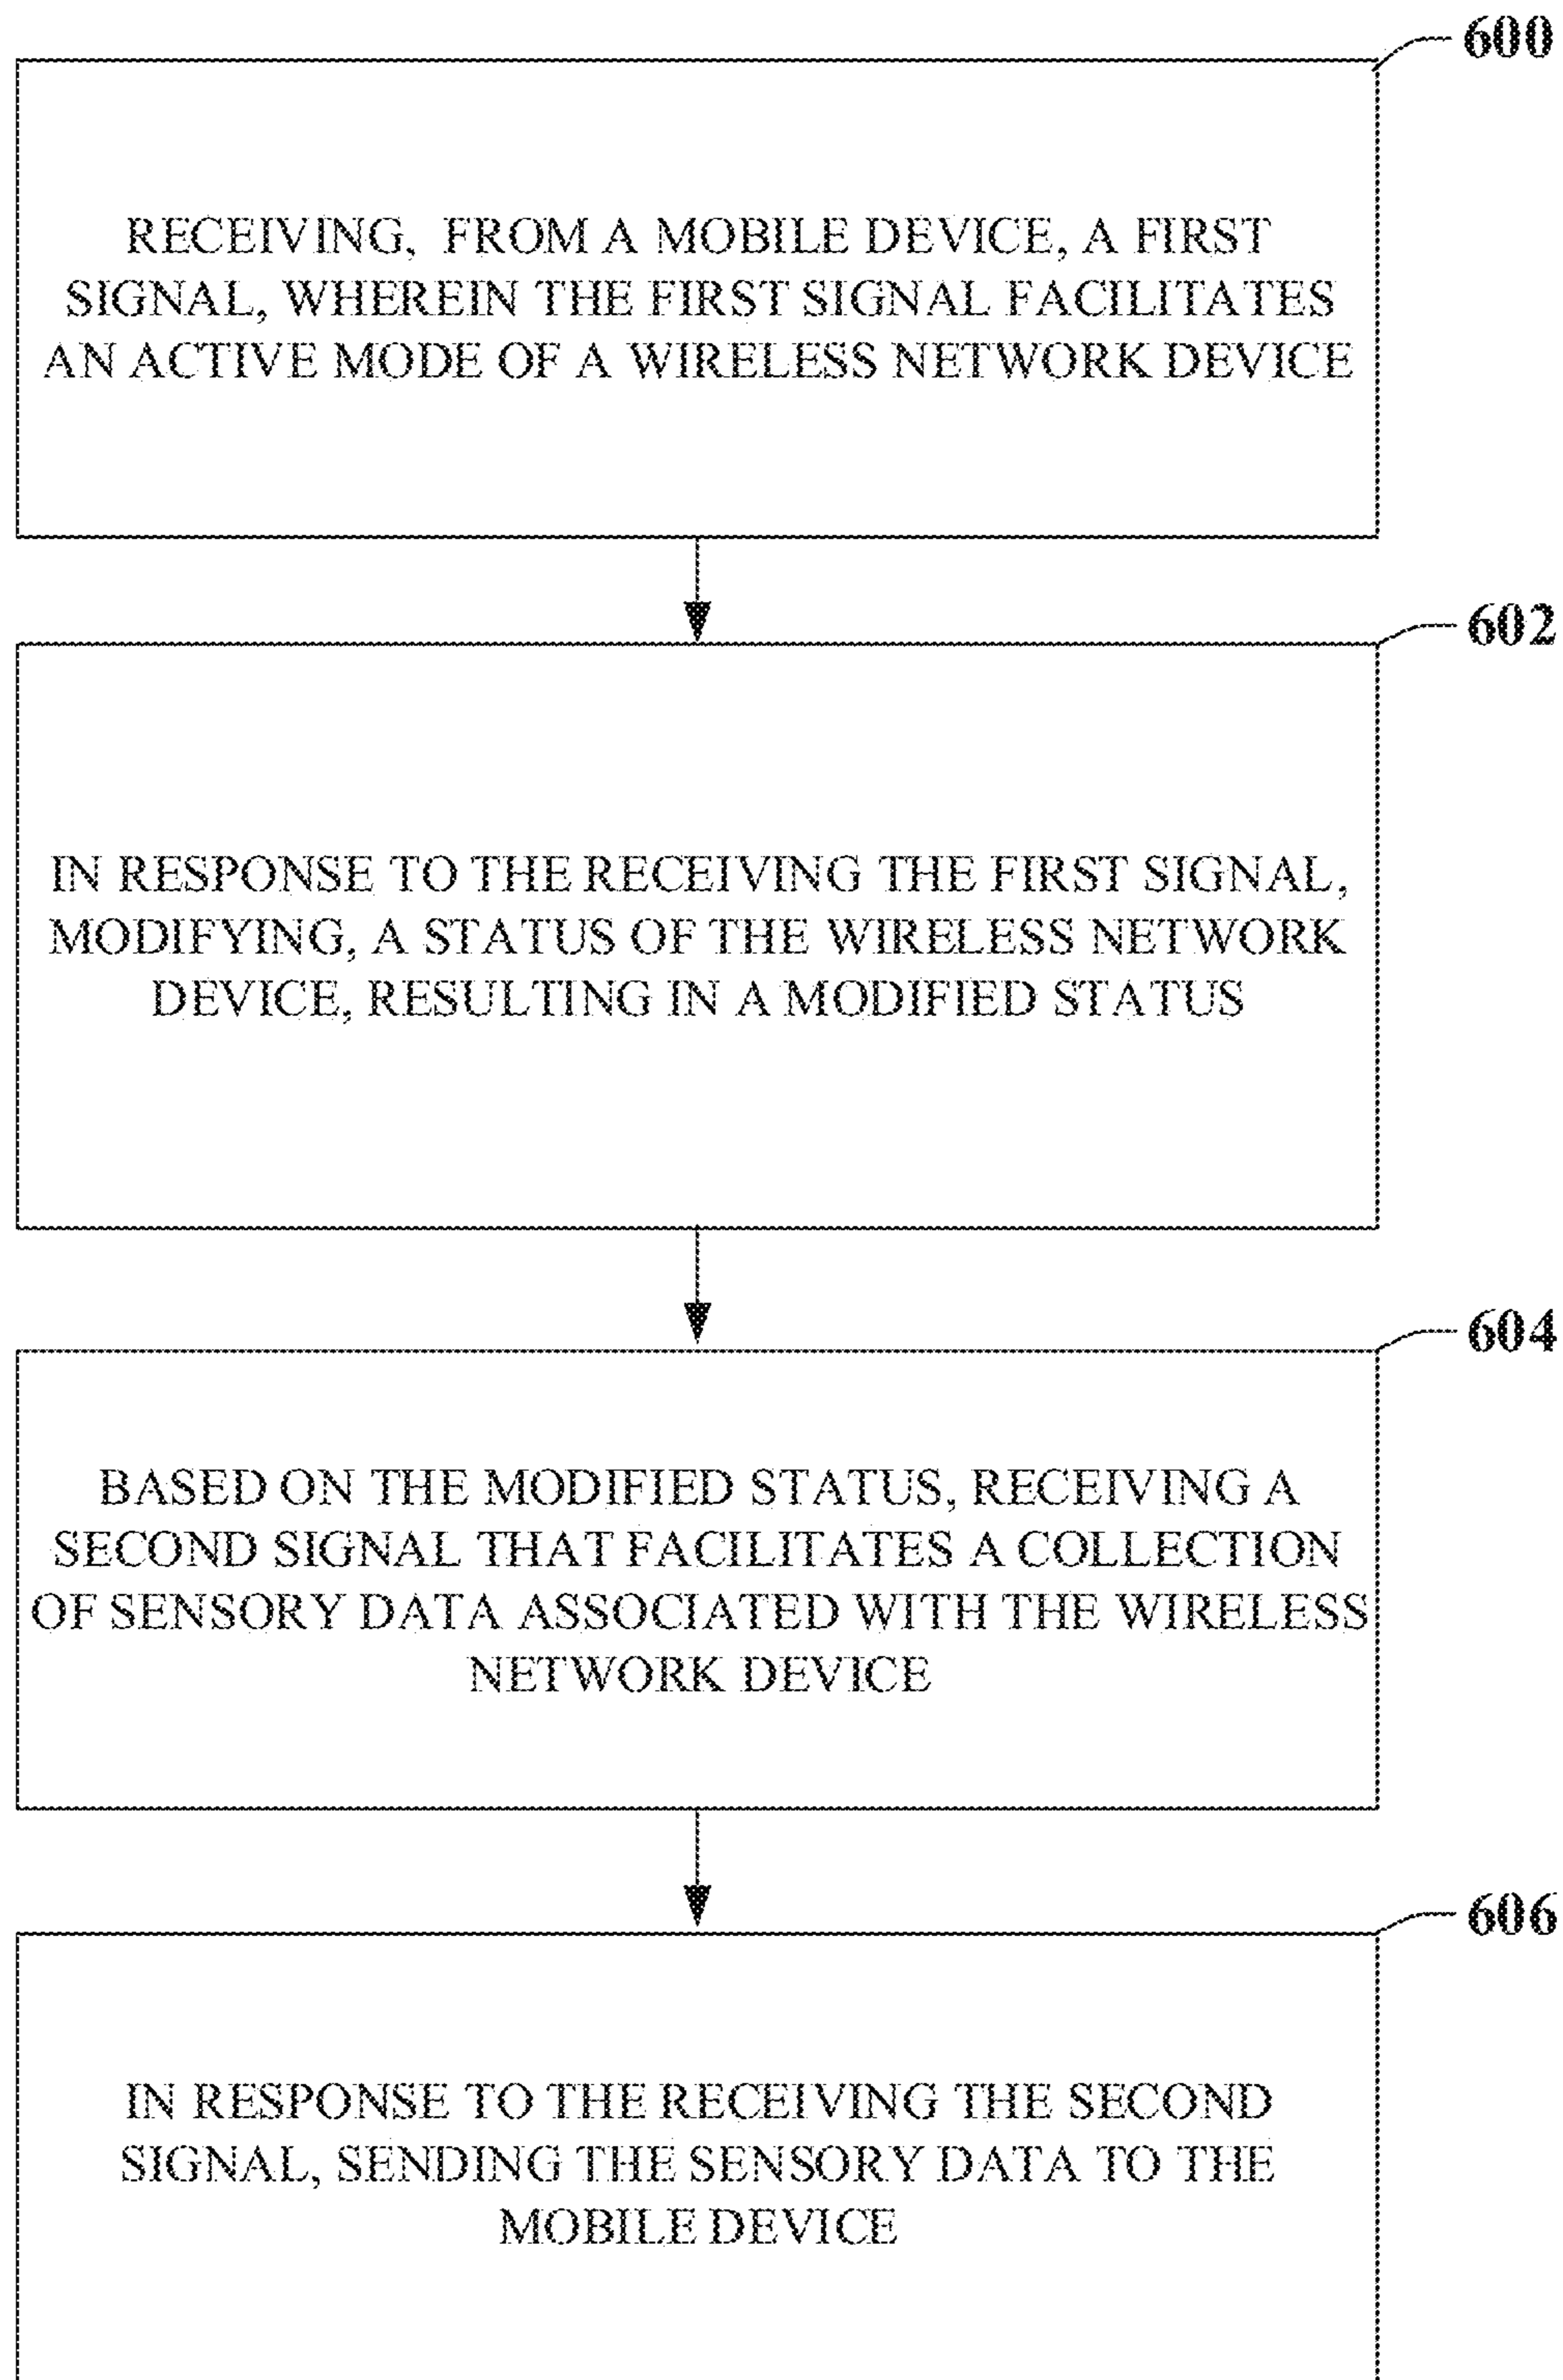 600
RECEIVING, FROM A MOBILE DEVICE, A FIRST
SIGNAL, WHEREIN THE FIRST SIGNAL FACILITATES
AN ACTIVE MODE OF A WIRELESS NETWORK DEVICE
602
IN RESPONSE TO THE RECEIVING THE FIRST SIGNAL,
MODIFYING, A STATUS OF THE WIRELESS NETWORK
DEVICE, RESULTING IN A MODIFIED STATUS
604
BASED ON THE MODIFIED STATUS, RECEIVING A
SECOND SIGNAL THAT FACILITATES A COLLECTION
OF SENSORY DATA ASSOCIATED WITH THE WIRELESS
NETWORK DEVICE
606
IN RESPONSE TO THE RECEIVING THE SECOND
SIGNAL, SENDING THE SENSORY DATA TO THE
MOBILE DEVICE